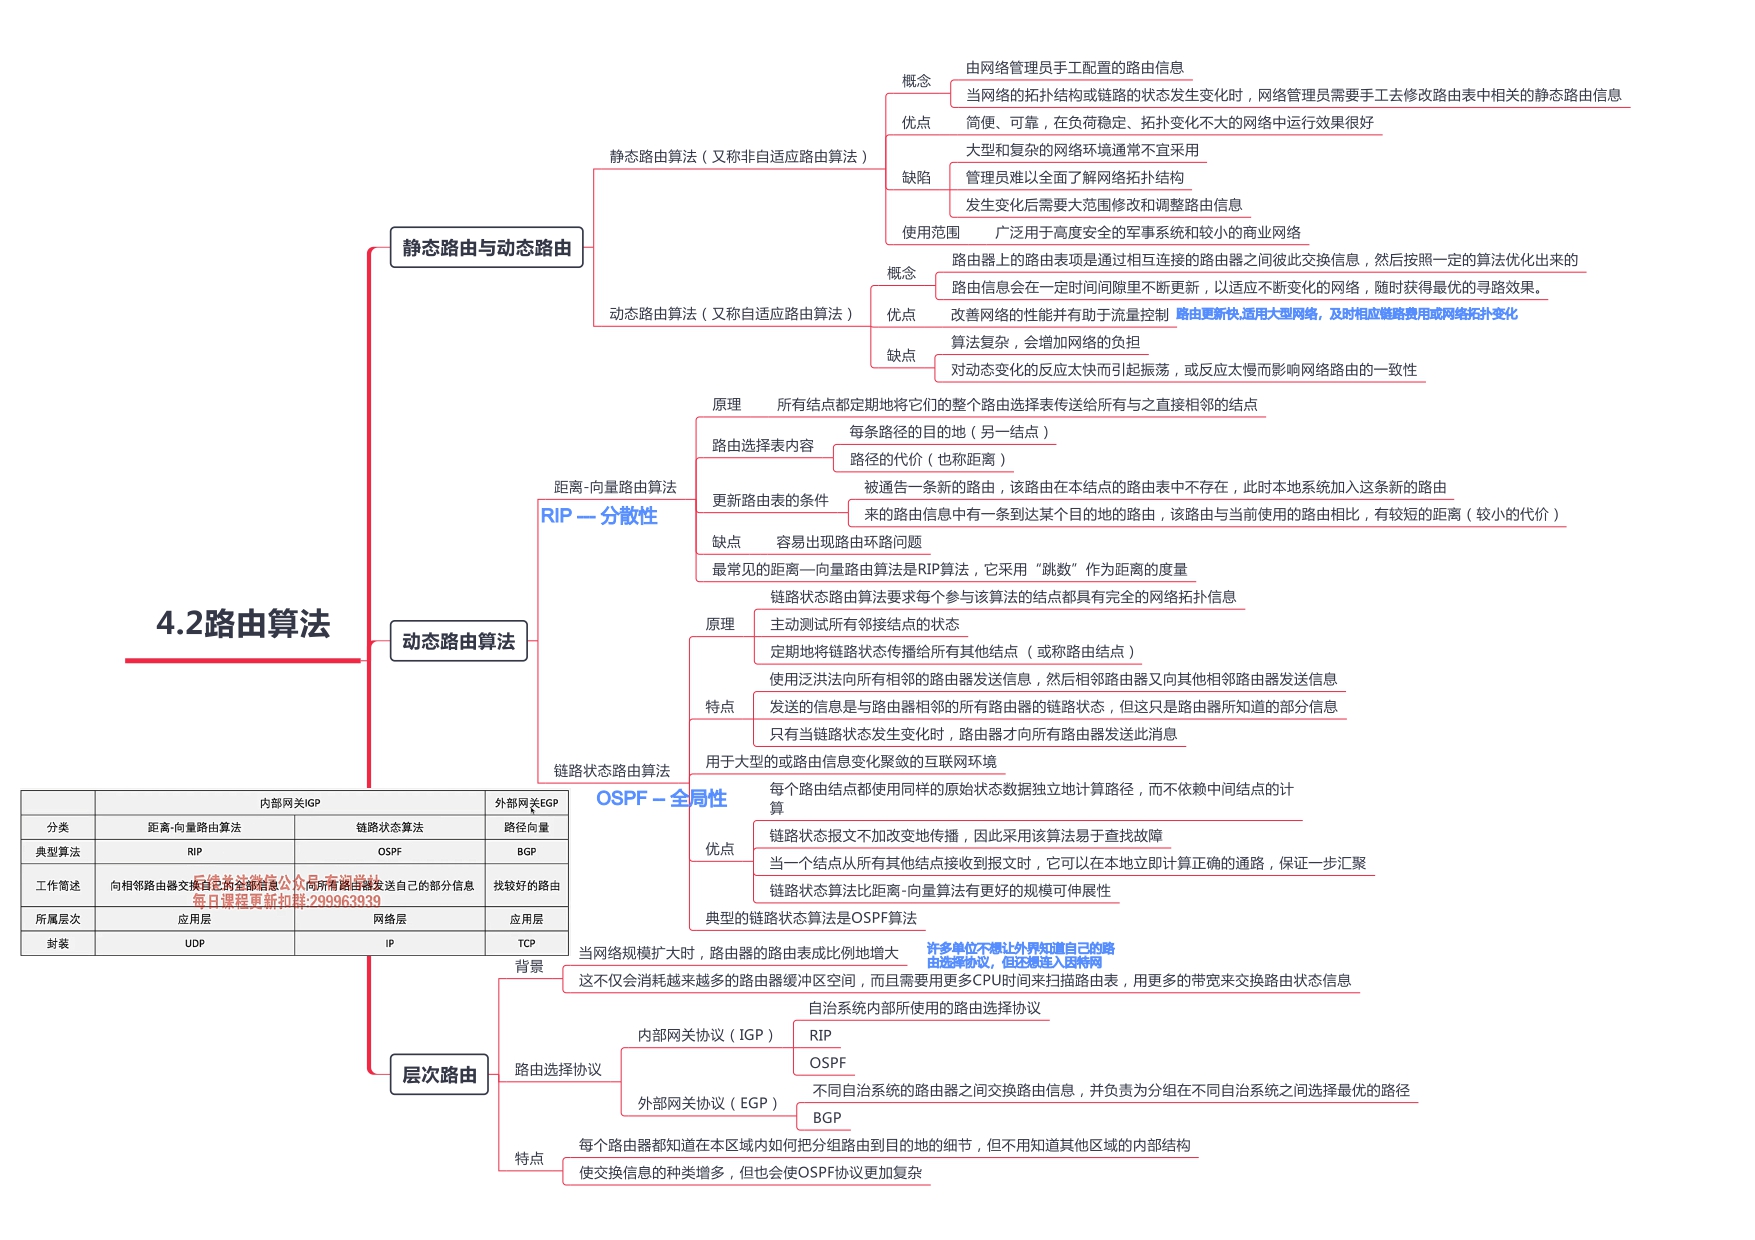 4.2路由算法
静态路由与动态路由
静态路由算法（又称非自适应路由算法）
概念
由网络管理员手工配置的路由信息
当网络的拓扑结构或链路的状态发生变化时，网络管理员需要手工去修改路由表中相关的静态路由信息
优点
简便、可靠，在负荷稳定、拓扑变化不大的网络中运行效果很好
缺陷
大型和复杂的网络环境通常不宜采用
管理员难以全面了解网络拓扑结构
发生变化后需要大范围修改和调整路由信息
使用范围
广泛用于高度安全的军事系统和较小的商业网络
动态路由算法（又称自适应路由算法）
概念
路由器上的路由表项是通过相互连接的路由器之间彼此交换信息，然后按照一定的算法优化出来的
路由信息会在一定时间间隙里不断更新，以适应不断变化的网络，随时获得最优的寻路效果。
优点
改善网络的性能并有助于流量控制
路由更新快,适用大型网络，及时相应链路费用或网络拓扑变化
缺点
算法复杂，会增加网络的负担
对动态变化的反应太快而引起振荡，或反应太慢而影响网络路由的一致性
动态路由算法
距离-向量路由算法
RIP — 分散性
原理
所有结点都定期地将它们的整个路由选择表传送给所有与之直接相邻的结点
路由选择表内容
每条路径的目的地（另一结点）
路径的代价（也称距离）
更新路由表的条件
被通告一条新的路由，该路由在本结点的路由表中不存在，此时本地系统加入这条新的路由
来的路由信息中有一条到达某个目的地的路由，该路由与当前使用的路由相比，有较短的距离（较小的代价）
缺点
容易出现路由环路问题
最常见的距离—向量路由算法是RIP算法，它采用“跳数”作为距离的度量
链路状态路由算法
OSPF – 全局性
原理
链路状态路由算法要求每个参与该算法的结点都具有完全的网络拓扑信息
主动测试所有邻接结点的状态
定期地将链路状态传播给所有其他结点（或称路由结点）
特点
使用泛洪法向所有相邻的路由器发送信息，然后相邻路由器又向其他相邻路由器发送信息
发送的信息是与路由器相邻的所有路由器的链路状态，但这只是路由器所知道的部分信息
只有当链路状态发生变化时，路由器才向所有路由器发送此消息
用于大型的或路由信息变化聚敛的互联网环境
优点
每个路由结点都使用同样的原始状态数据独立地计算路径，而不依赖中间结点的计
算
链路状态报文不加改变地传播，因此采用该算法易于查找故障
当一个结点从所有其他结点接收到报文时，它可以在本地立即计算正确的通路，保证一步汇聚
链路状态算法比距离-向量算法有更好的规模可伸展性
典型的链路状态算法是OSPF算法
内部网关IGP 外部网关EGP
分类 距离-向量路由算法 链路状态算法 路径向量
典型算法 RIP OSPF BGP
工作简述 向相邻路由器交换自己的全部信息 向所有路由器发送自己的部分信息 找较好的路由
所属层次 应用层 网络层 应用层
封装 UDP IP TCP
每日课程更新扣群:299963939
层次路由
背景
当网络规模扩大时，路由器的路由表成比例地增大
许多单位不想让外界知道自己的路
由选择协议，但还想连入因特网
这不仅会消耗越来越多的路由器缓冲区空间，而且需要用更多CPU时间来扫描路由表，用更多的带宽来交换路由状态信息
路由选择协议
内部网关协议（IGP）
自治系统内部所使用的路由选择协议
RIP
OSPF
外部网关协议（EGP）
不同自治系统的路由器之间交换路由信息，并负责为分组在不同自治系统之间选择最优的路径
BGP
特点
每个路由器都知道在本区域内如何把分组路由到目的地的细节，但不用知道其他区域的内部结构
使交换信息的种类增多，但也会使OSPF协议更加复杂